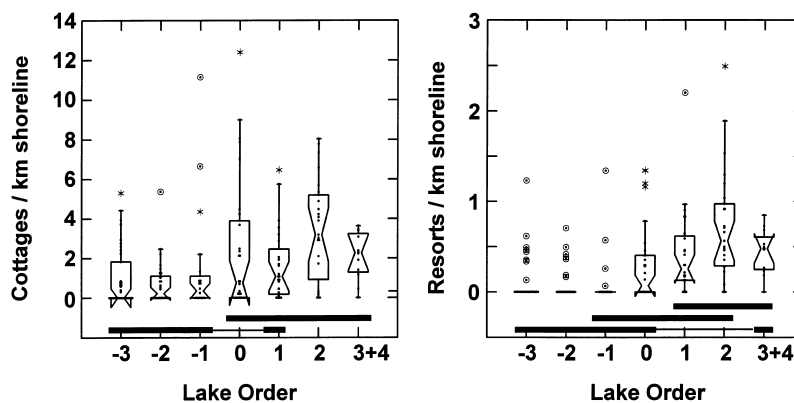 Cottages / km shoreline
14
12
10
8
6
4
2
0
-3 -2 -1 0 1 2 3+4
Lake Order
Resorts / km shoreline
3
2
1
0
-3 -2 -1 0 1 2 3+4
Lake Order